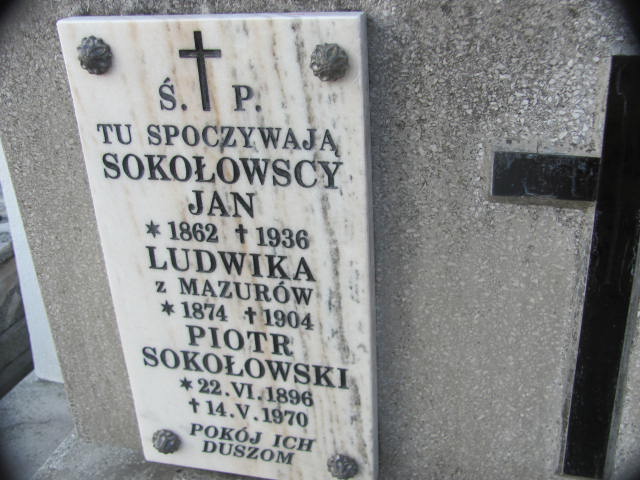 Ś. P.
TU SPOCZYWAJĄ
SOKOŁOWSCY
JAN
* 1862 † 1936
LUDWIKA
z MAZURÓW
* 1874 † 1904
PIOTR
SOKOŁOWSKI
* 22.VI.1896
† 14.V.1970
POKÓJ ICH
DUSZOM